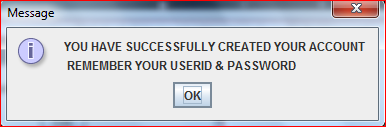 Message
YOU HAVE SUCCESSFULLY CREATED YOUR ACCOUNT
REMEMBER YOUR USERID & PASSWORD
OK